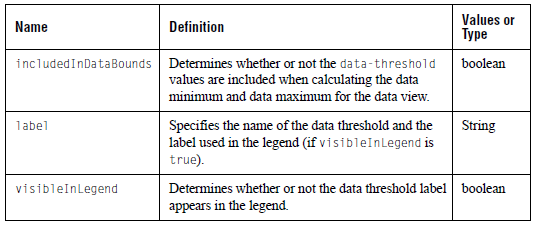 Name Definition Values or
Type
includedInDataBounds Determines whether or not the data-threshold boolean
values are included when calculating the data
minimum and data maximum for the data view.
label Specifies the name of the data threshold and the String
label used in the legend (if visibleInLegend is
true).
visibleInLegend Determines whether or not the data threshold label boolean
appears in the legend.